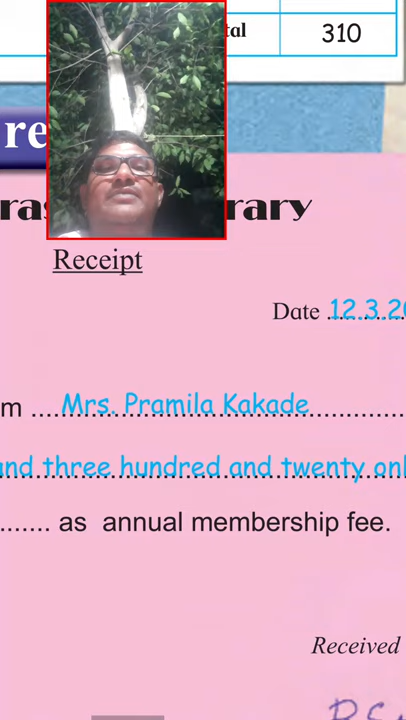 tal 310
re
ras rary
Receipt
Date 12.3.20
m Mrs. Pramila Kakade
and three hundred and twenty onl
as annual membership fee.
Received